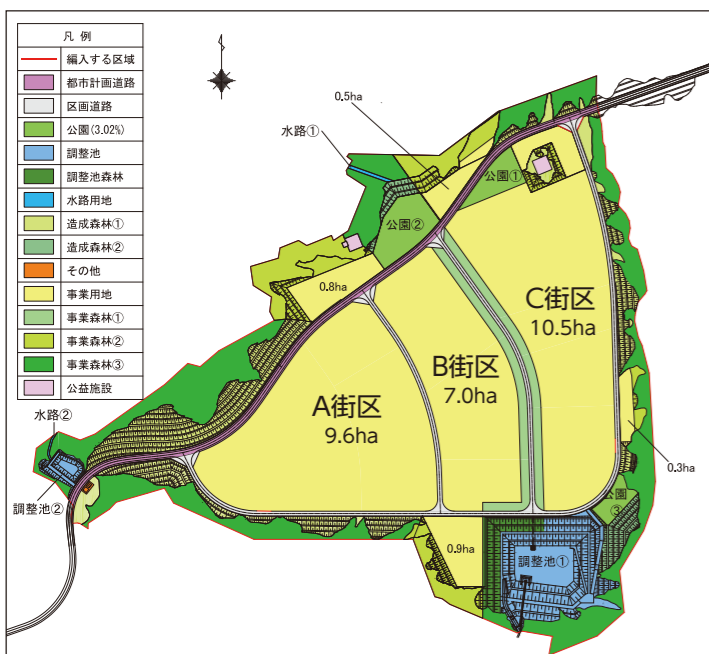 凡 例
編入する区域
都市計画道路
区画道路
公園(3.02%)
調整池
調整池森林
水路用地
造成森林①
造成森林②
その他
事業用地
事業森林①
事業森林②
事業森林③
公益施設
0.5ha
水路①
公園①
公園②
0.8ha
C街区
10.5ha
B街区
7.0ha
A街区
9.6ha
水路②
調整池②
0.3ha
公園
③
0.9ha
調整池①